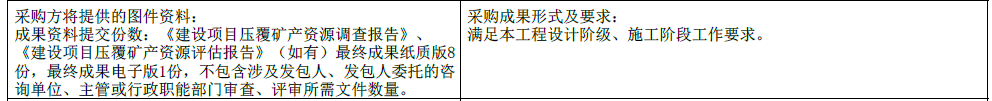 采购方将提供的图件资料：
成果资料提交份数：《建设项目压覆矿产资源调查报告》、
《建设项目压覆矿产资源评估报告》（如有）最终成果纸质版8
份，最终成果电子版1份，不包含涉及发包人、发包人委托的咨
询单位、主管或行政职能部门审查、评审所需文件数量。
采购成果形式及要求：
满足本工程设计阶段、施工阶段工作要求。